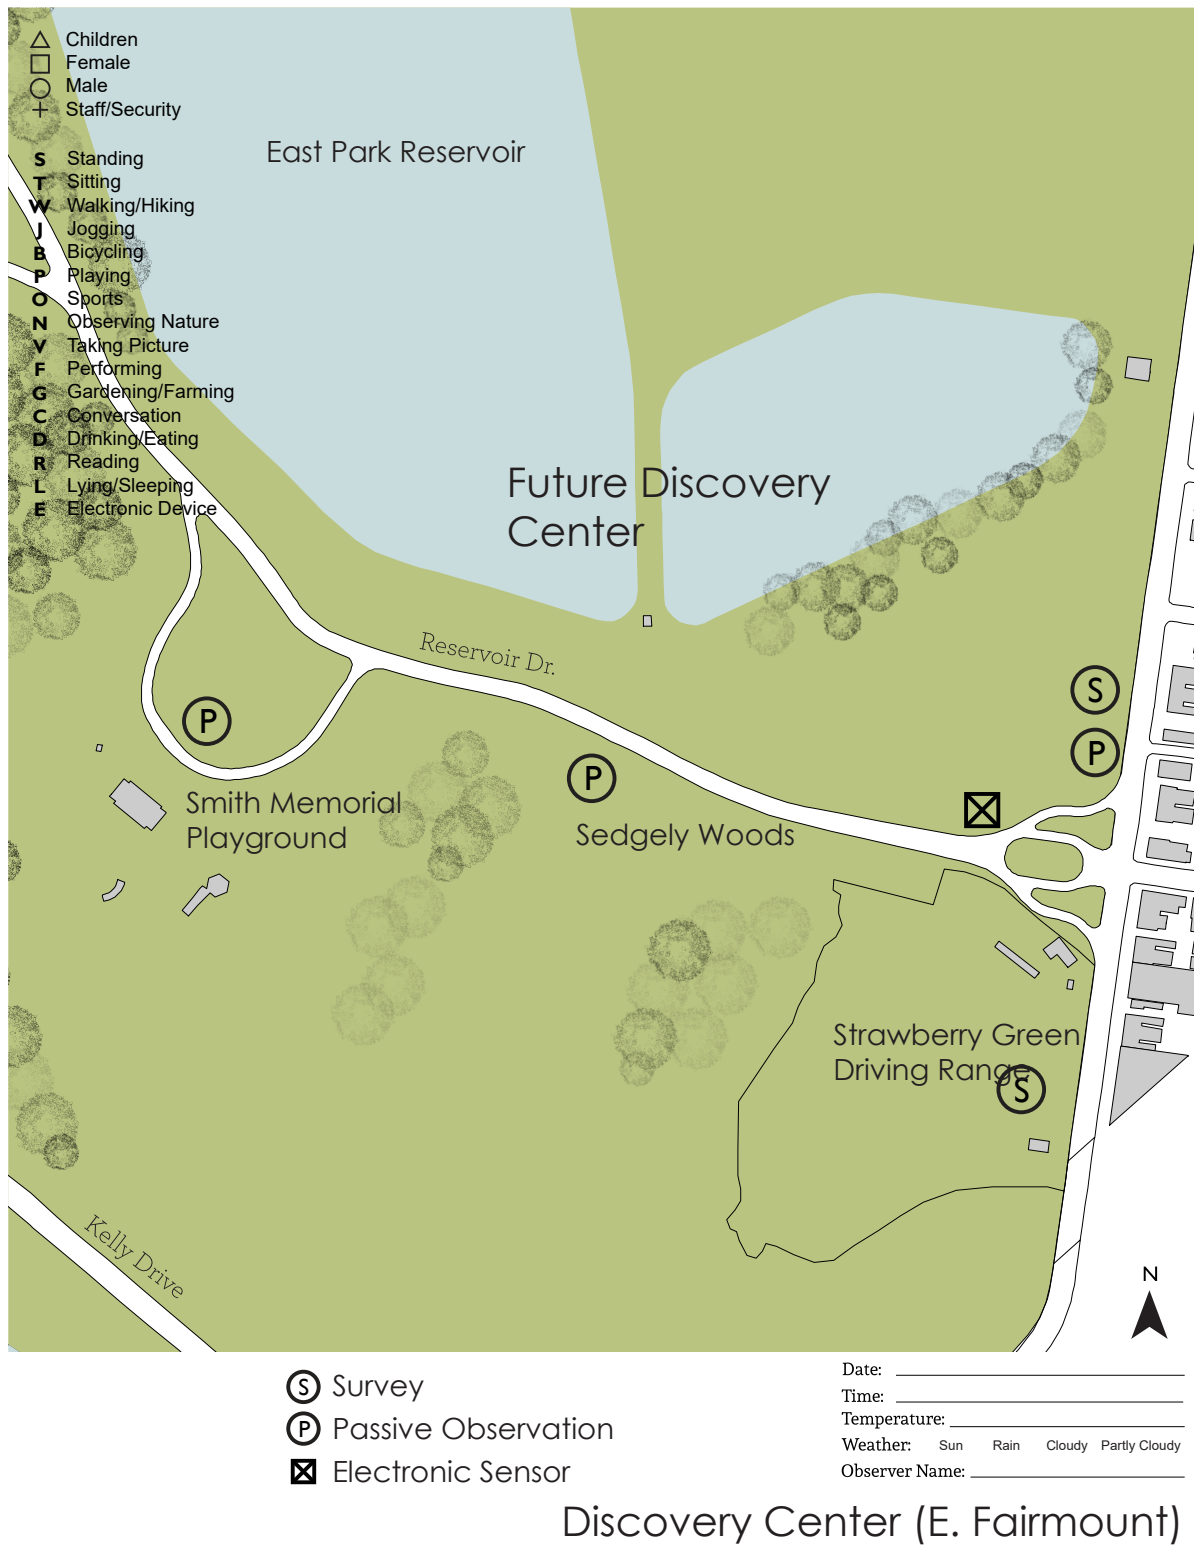 Children
Female
Male
Staff/Security
S Standing
T Sitting
W Walking/Hiking
J Jogging
B Bicycling
P Playing
O Sports
N Observing Nature
V Taking Picture
F Performing
G Gardening/Farming
C Conversation
D Drinking/Eating
R Reading
L Lying/Sleeping
E Electronic Device
East Park Reservoir
Future Discovery
Center
Reservoir Dr.
S
P
P
P
Smith Memorial
Playground
Sedgely Woods
Strawberry Green
Driving Range
S
Kelly Drive
N
S Survey
P Passive Observation
Electronic Sensor
Date:
Time:
Temperature:
Weather: Sun Rain Cloudy Partly Cloudy
Observer Name:
Discovery Center (E. Fairmount)